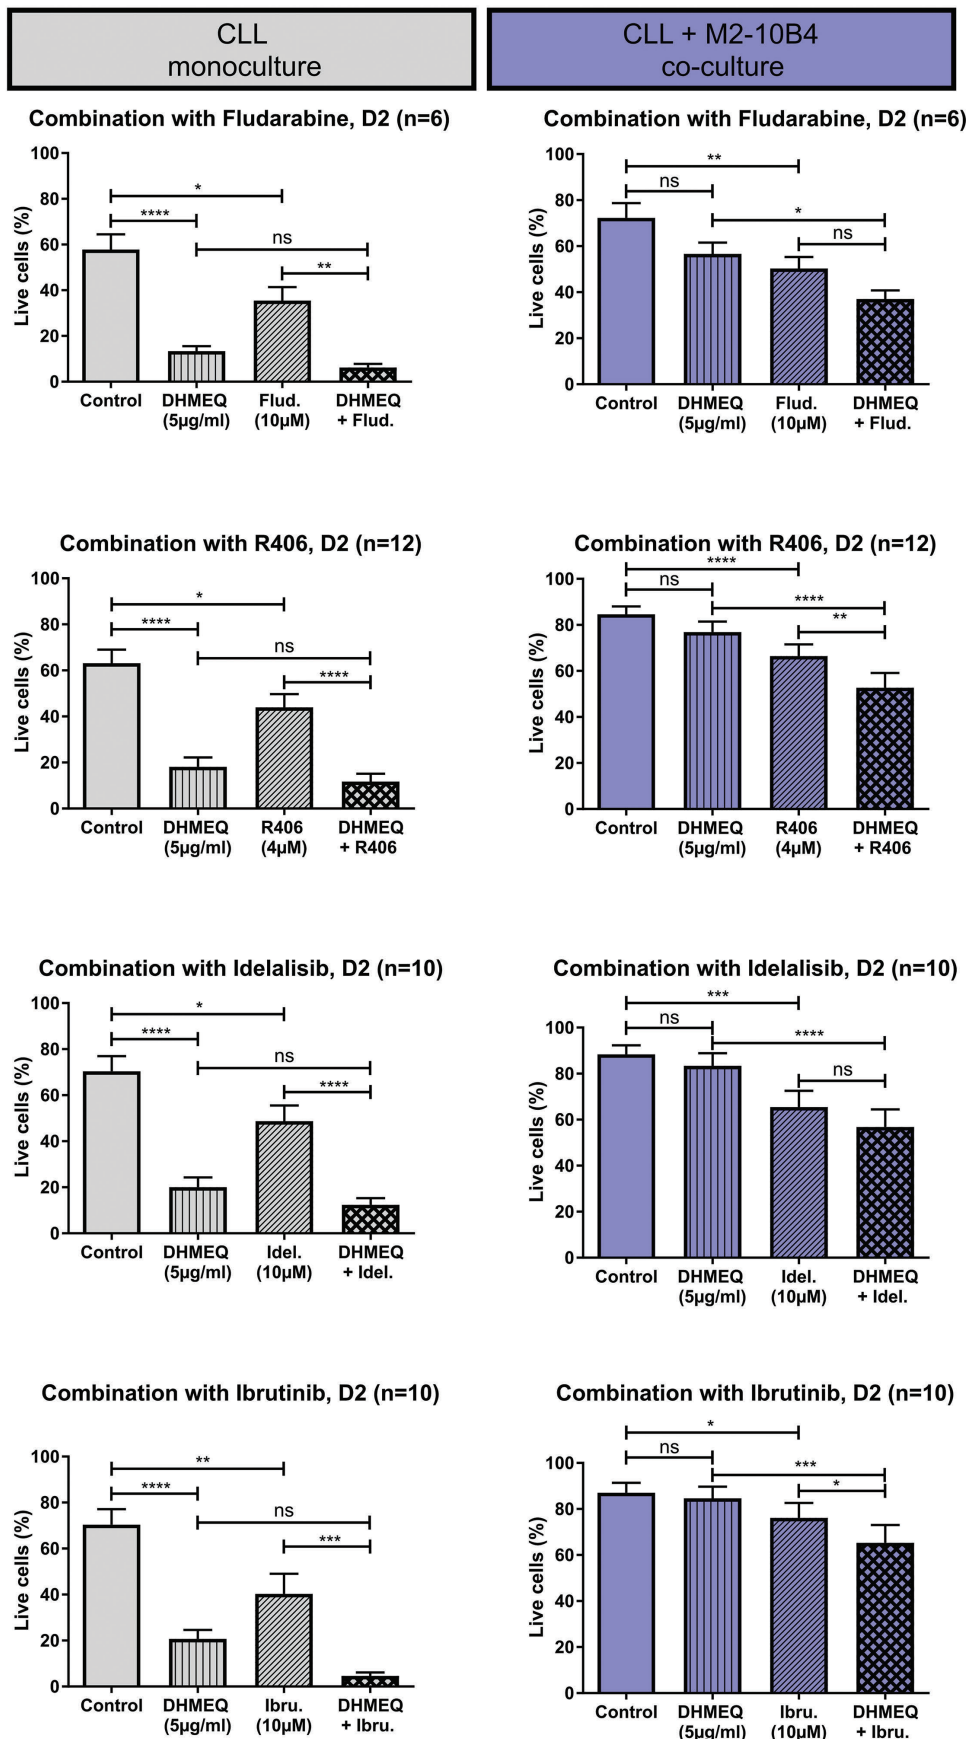 CLL
monoculture
CLL + M2-10B4
co-culture
Combination with Fludarabine, D2 (n=6)
Live cells (%)
100
80
60
40
20
0
*
****
ns
**
Control
DHMEQ
(5µg/ml)
Flud.
(10µM)
DHMEQ
+ Flud.
Combination with Fludarabine, D2 (n=6)
Live cells (%)
100
80
60
40
20
0
**
ns
*
ns
Control
DHMEQ
(5µg/ml)
Flud.
(10µM)
DHMEQ
+ Flud.
Combination with R406, D2 (n=12)
Live cells (%)
100
80
60
40
20
0
*
****
ns
****
Control
DHMEQ
(5µg/ml)
R406
(4µM)
DHMEQ
+ R406
Combination with R406, D2 (n=12)
Live cells (%)
100
80
60
40
20
0
****
ns
****
**
Control
DHMEQ
(5µg/ml)
R406
(4µM)
DHMEQ
+ R406
Combination with Idelalisib, D2 (n=10)
Live cells (%)
100
80
60
40
20
0
*
****
ns
****
Control
DHMEQ
(5µg/ml)
Idel.
(10µM)
DHMEQ
+ Idel.
Combination with Idelalisib, D2 (n=10)
Live cells (%)
100
80
60
40
20
0
***
ns
****
ns
Control
DHMEQ
(5µg/ml)
Idel.
(10µM)
DHMEQ
+ Idel.
Combination with Ibrutinib, D2 (n=10)
Live cells (%)
100
80
60
40
20
0
**
****
ns
***
Control
DHMEQ
(5µg/ml)
Ibru.
(10µM)
DHMEQ
+ Ibru.
Combination with Ibrutinib, D2 (n=10)
Live cells (%)
100
80
60
40
20
0
*
ns
***
*
Control
DHMEQ
(5µg/ml)
Ibru.
(10µM)
DHMEQ
+ Ibru.